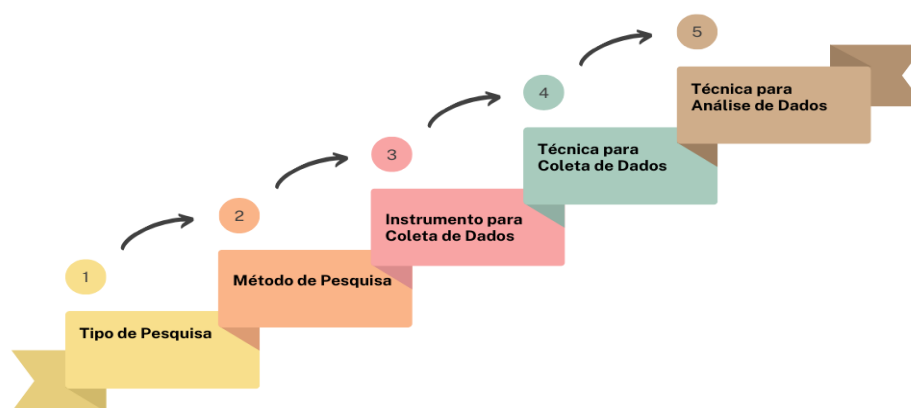 1
Tipo de Pesquisa
2
Método de Pesquisa
3
Instrumento para
Coleta de Dados
4
Técnica para
Coleta de Dados
5
Técnica para
Análise de Dados